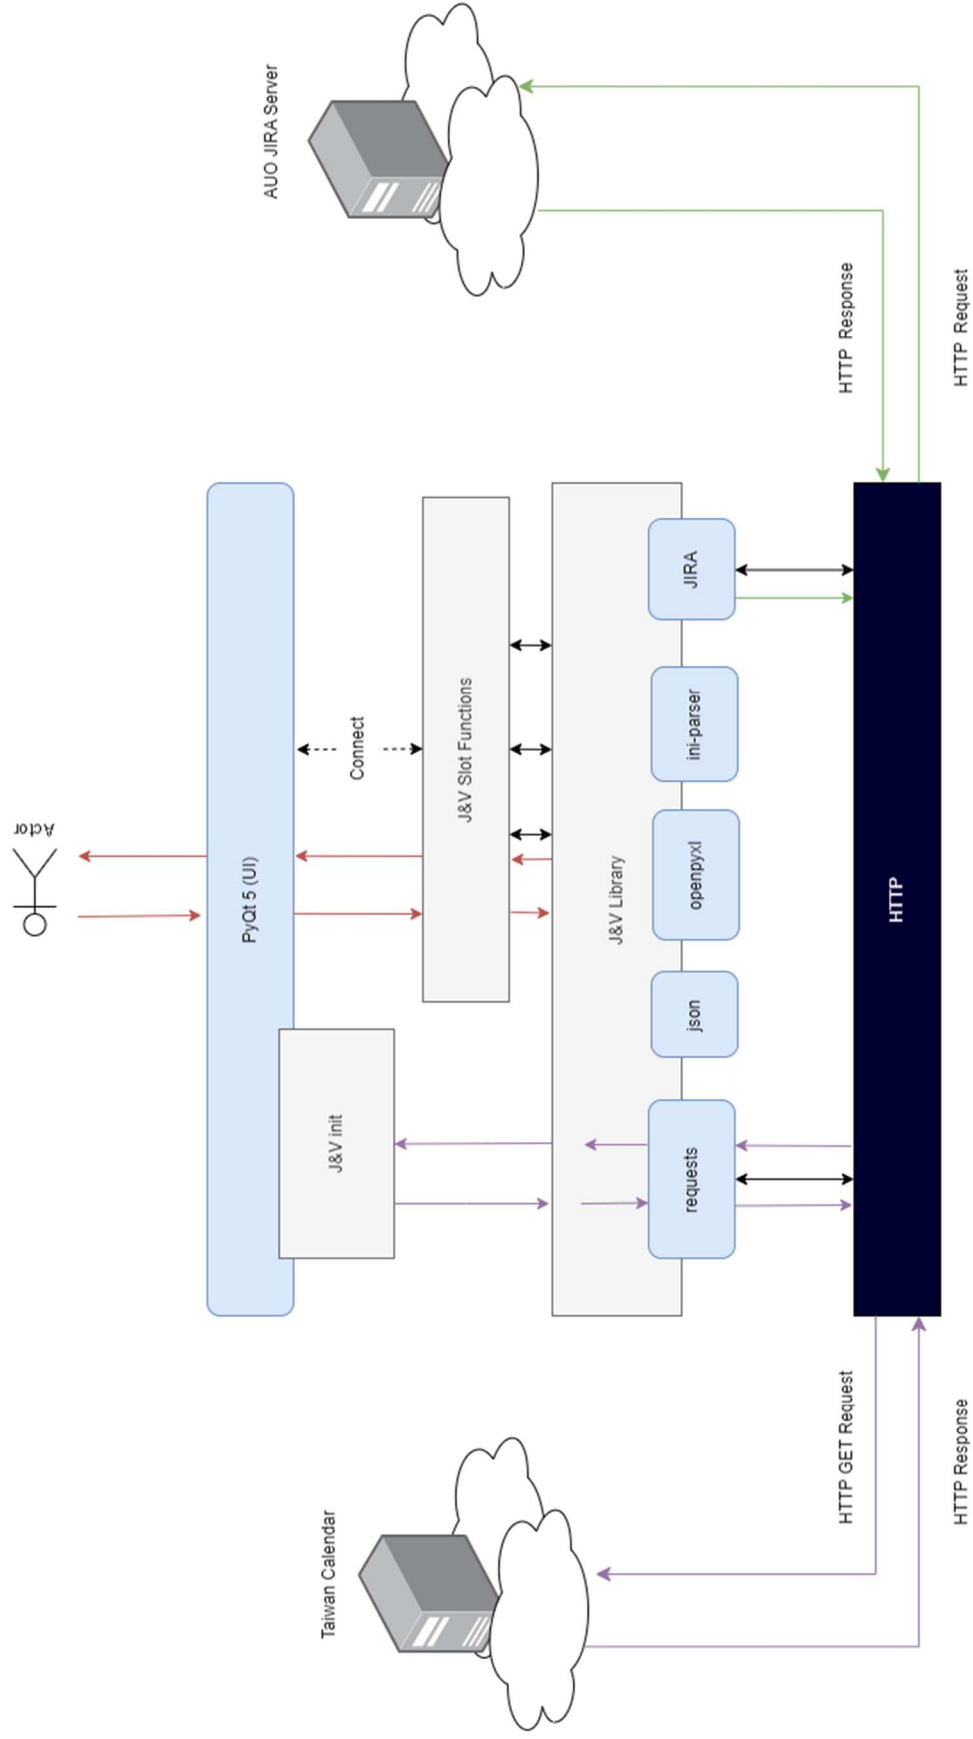 Actor
PyQt 5 (UI)
Connect
J&V init
J&V Slot Functions
J&V Library
requests
json
openpyxl
ini-parser
JIRA
HTTP
Taiwan Calendar
HTTP GET Request
HTTP Response
AUO JIRA Server
HTTP  Response
HTTP  Request